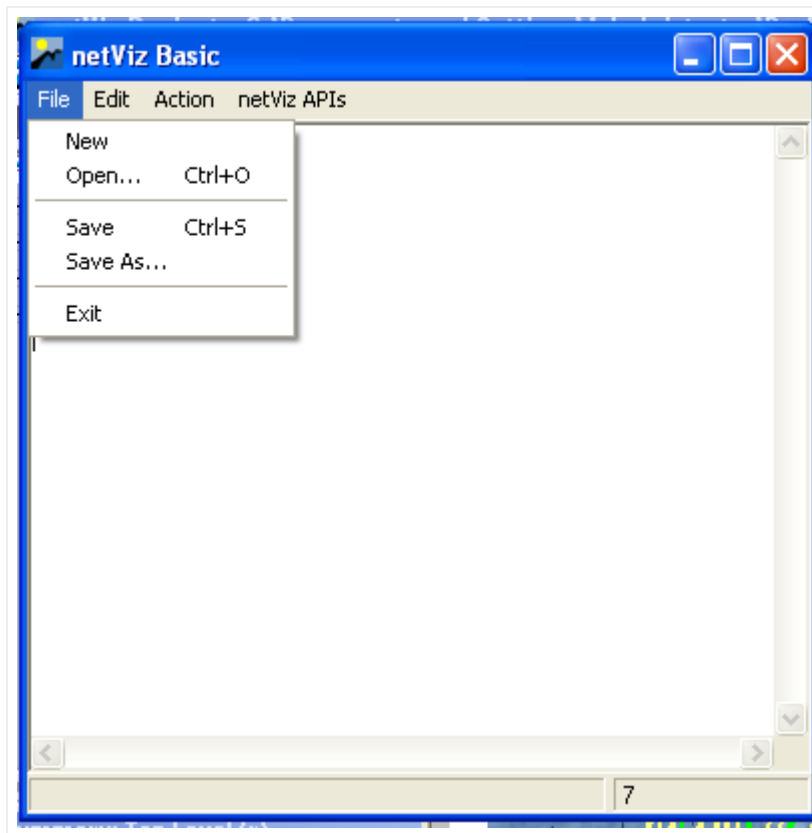 netViz Basic
File Edit Action netViz APIs
New
Open... Ctrl+O
Save Ctrl+S
Save As...
Exit
7